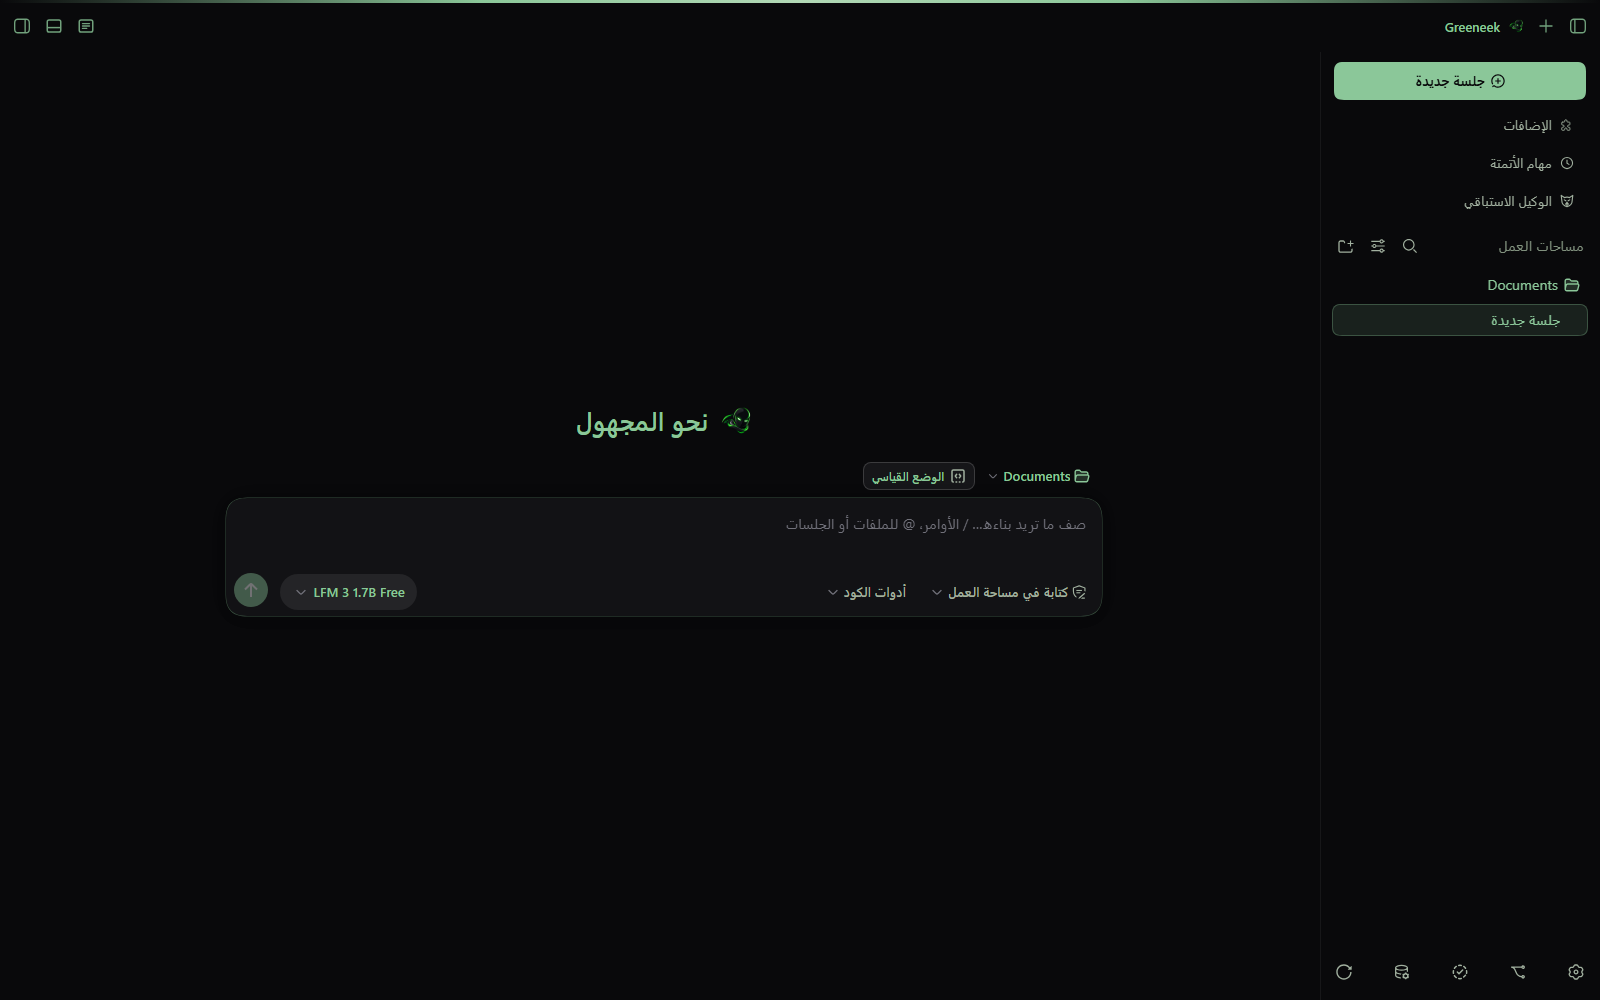 Greeneek
جلسة جديدة
الإضافات
مهام الأتمتة
الوكيل الاستباقي
مساحات العمل
Documents
جلسة جديدة
نحو المجهول
Documents
الوضع القياسي
صف ما تريد بناءه... / الأوامر، @ للملفات أو الجلسات
كتابة في مساحة العمل
أدوات الكود
LFM 3 1.7B Free